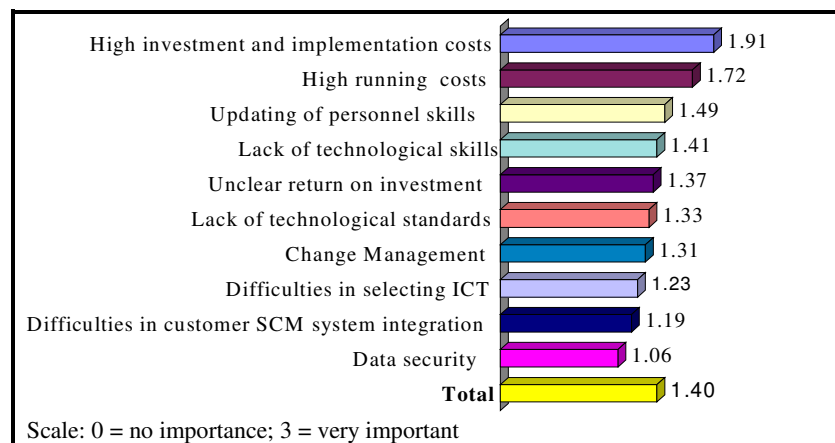 High investment and implementation costs 1.91
High running costs 1.72
Updating of personnel skills 1.49
Lack of technological skills 1.41
Unclear return on investment 1.37
Lack of technological standards 1.33
Change Management 1.31
Difficulties in selecting ICT 1.23
Difficulties in customer SCM system integration 1.19
Data security 1.06
Total 1.40
Scale: 0 = no importance; 3 = very important